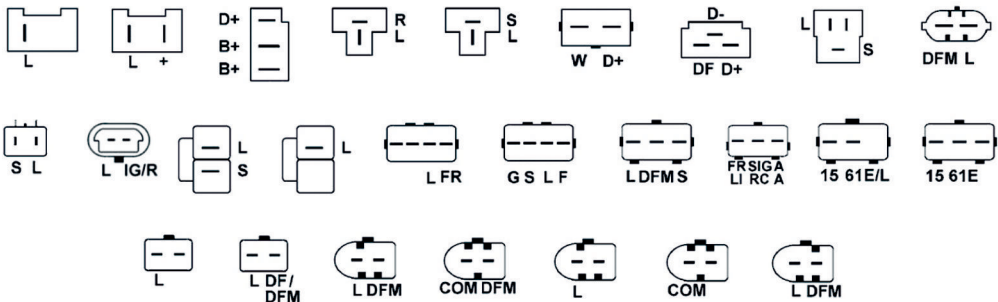 L
L +
D+
B+
B+
R
L
S
L
W D+
D-
DF D+
L
S
DFM L
S L
L IG/R
L
S
L
L FR
G S L F
L DFM S
FR SIG A
LI RC A
15 61E/L
15 61E
L
L DF/
DFM
L DFM
COM DFM
L
COM
L DFM